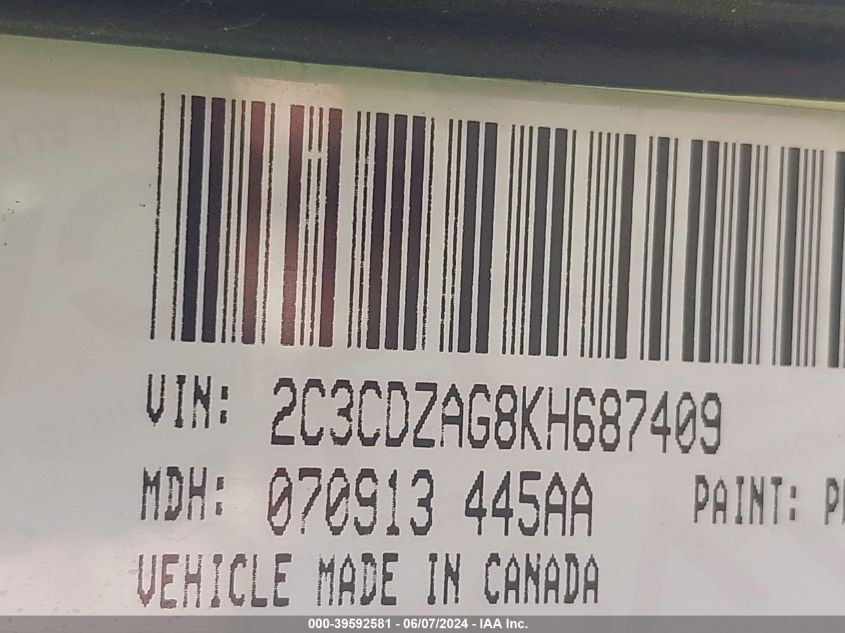 VIN: 2C3CDZAG8KH687409
MDH: 070913 445AA PAINT:
VEHICLE MADE IN CANADA
000-39592581 - 06/07/2024 - IAA Inc.